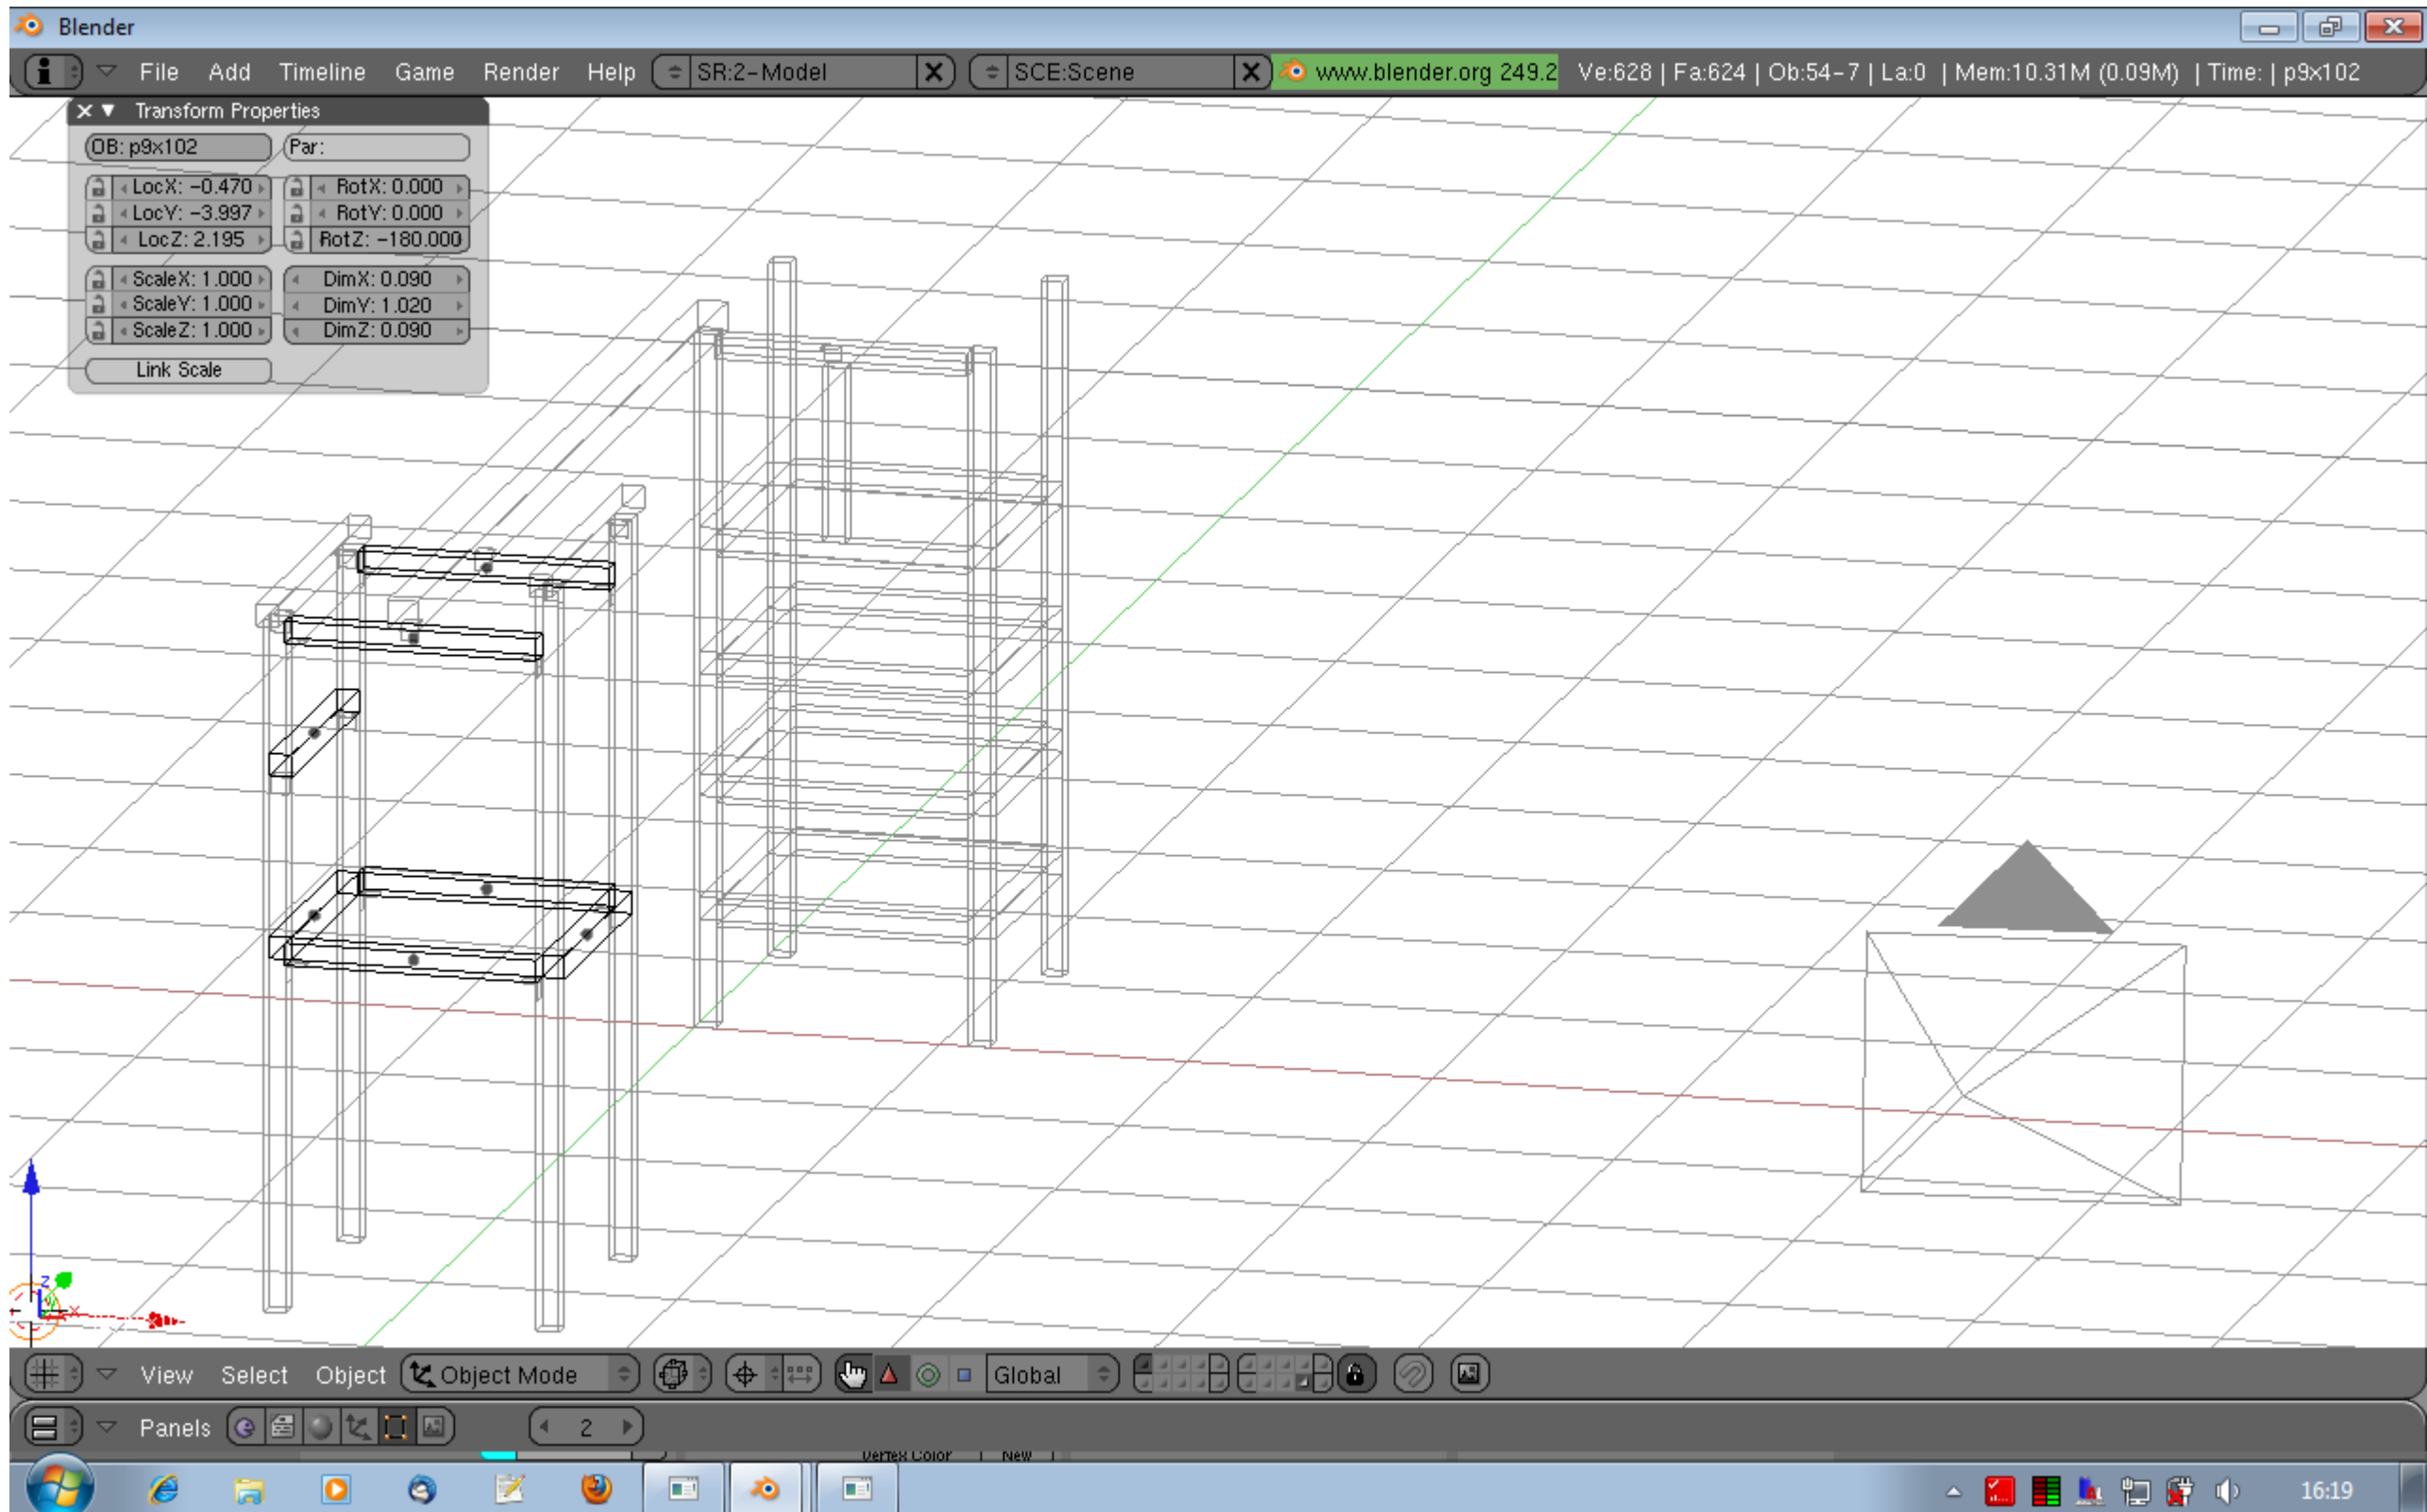 Blender
File Add Timeline Game Render Help SR:2-Model X SCE:Scene X www.blender.org 249.2 Ve:628 | Fa:624 | Ob:54-7 | La:0 | Mem:10.31M (0.09M) | Time: | p9x102
Transform Properties
OB: p9x102 Par:
LocX: -0.470 RotX: 0.000
LocY: -3.997 RotY: 0.000
LocZ: 2.195 RotZ: -180.000
ScaleX: 1.000 DimX: 0.090
ScaleY: 1.000 DimY: 1.020
ScaleZ: 1.000 DimZ: 0.090
Link Scale
z
x
View Select Object Object Mode Global
Panels 2
Vertex Color New
16:19